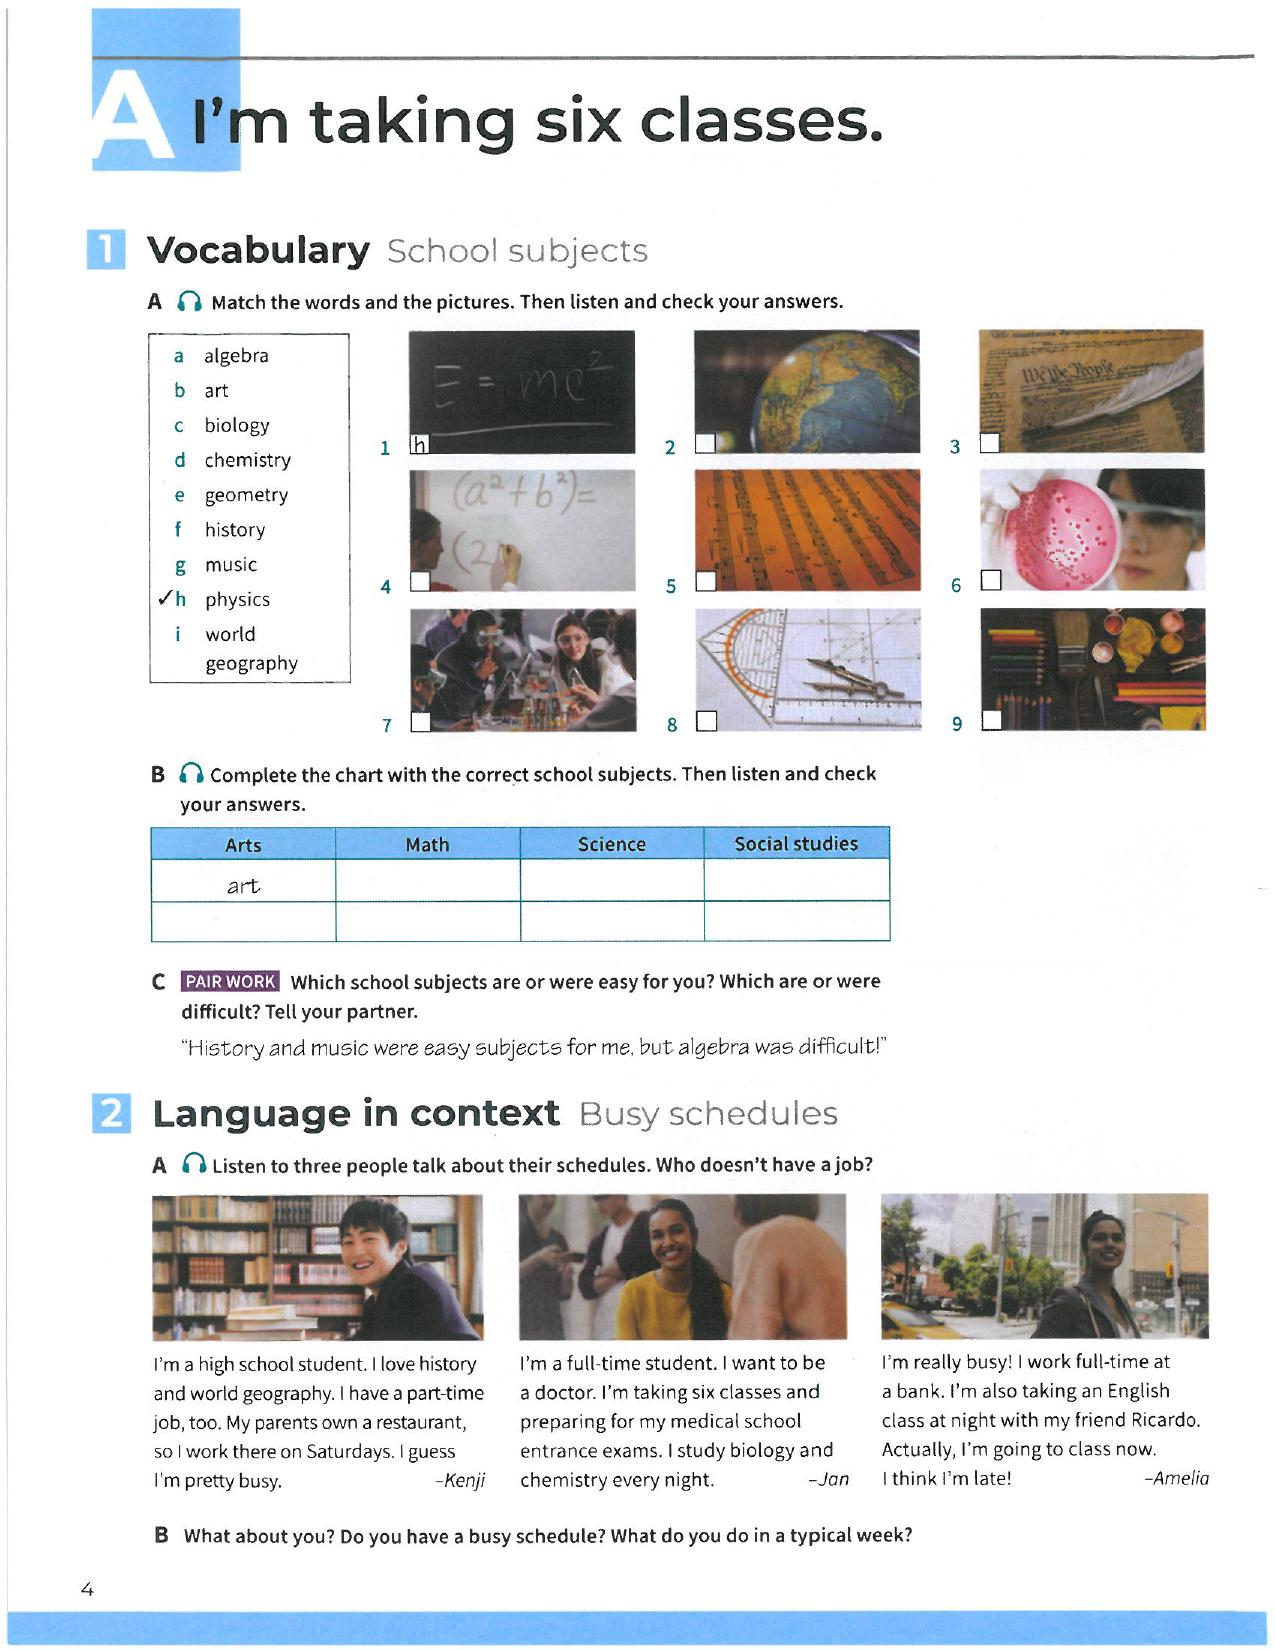 A I'm taking six classes.
1 Vocabulary School subjects
A Match the words and the pictures. Then listen and check your answers.
a algebra
b art
c biology
d chemistry
e geometry
f history
g music
✓h physics
i world
geography
E = mc²
1 h
2
We the People
3
(a² + b²) =
(2
4
5
6
7
8
9
B Complete the chart with the correct school subjects. Then listen and check
your answers.
Arts Math Science Social studies
art
C PAIR WORK Which school subjects are or were easy for you? Which are or were
difficult? Tell your partner.
"History and music were easy subjects for me, but algebra was difficult!"
2 Language in context Busy schedules
A Listen to three people talk about their schedules. Who doesn't have a job?
I'm a high school student. I love history
and world geography. I have a part-time
job, too. My parents own a restaurant,
so I work there on Saturdays. I guess
I'm pretty busy. –Kenji
I'm a full-time student. I want to be
a doctor. I'm taking six classes and
preparing for my medical school
entrance exams. I study biology and
chemistry every night. –Jan
I'm really busy! I work full-time at
a bank. I'm also taking an English
class at night with my friend Ricardo.
Actually, I'm going to class now.
I think I'm late! –Amelia
B What about you? Do you have a busy schedule? What do you do in a typical week?
4